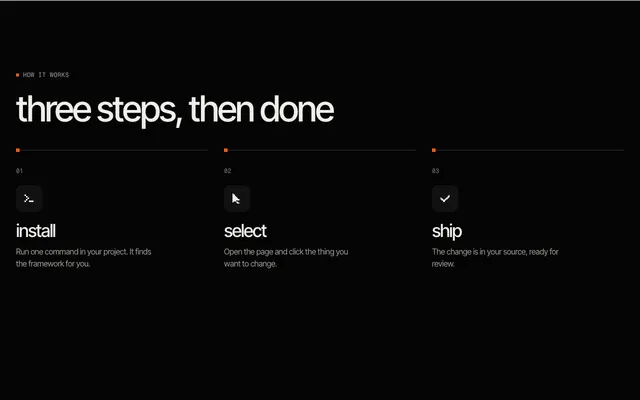 HOW IT WORKS
three steps, then done
01
install
Run one command in your project. It finds
the framework for you.
02
select
Open the page and click the thing you
want to change.
03
ship
The change is in your source, ready for
review.